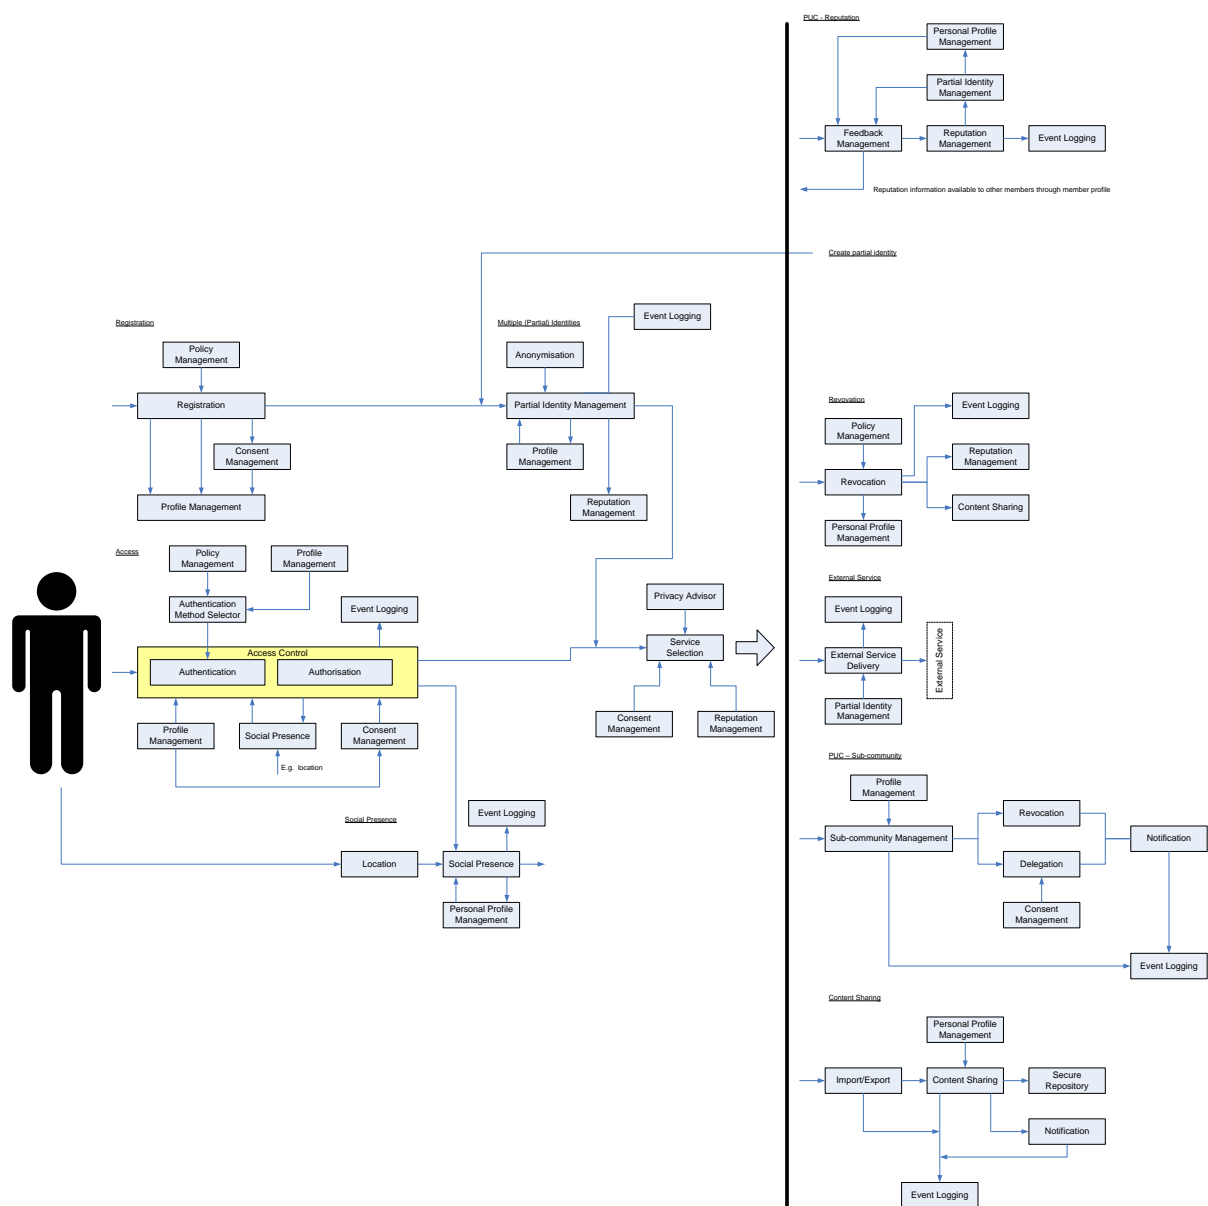 PUC - Reputation
Personal Profile
Management
Partial Identity
Management
Feedback
Management
Reputation
Management
Event Logging
Reputation information available to other members through member profile
Create partial identity
Registration
Policy
Management
Registration
Consent
Management
Profile Management
Multiple (Partial) Identities
Event Logging
Anonymisation
Partial Identity Management
Profile
Management
Reputation
Management
Access
Policy
Management
Profile
Management
Authentication
Method Selector
Event Logging
Access Control
Authentication
Authorisation
Profile
Management
Social Presence
Consent
Management
E.g. location
Privacy Advisor
Service
Selection
Consent
Management
Reputation
Management
Social Presence
Event Logging
Location
Social Presence
Personal Profile
Management
Revovation
Policy
Management
Event Logging
Reputation
Management
Revocation
Content Sharing
Personal Profile
Management
External Service
Event Logging
External Service
Delivery
External Service
Partial Identity
Management
PUC – Sub-community
Profile
Management
Revocation
Sub-community Management
Notification
Delegation
Consent
Management
Event Logging
Content Sharing
Personal Profile
Management
Import/Export
Content Sharing
Secure
Repository
Notification
Event Logging